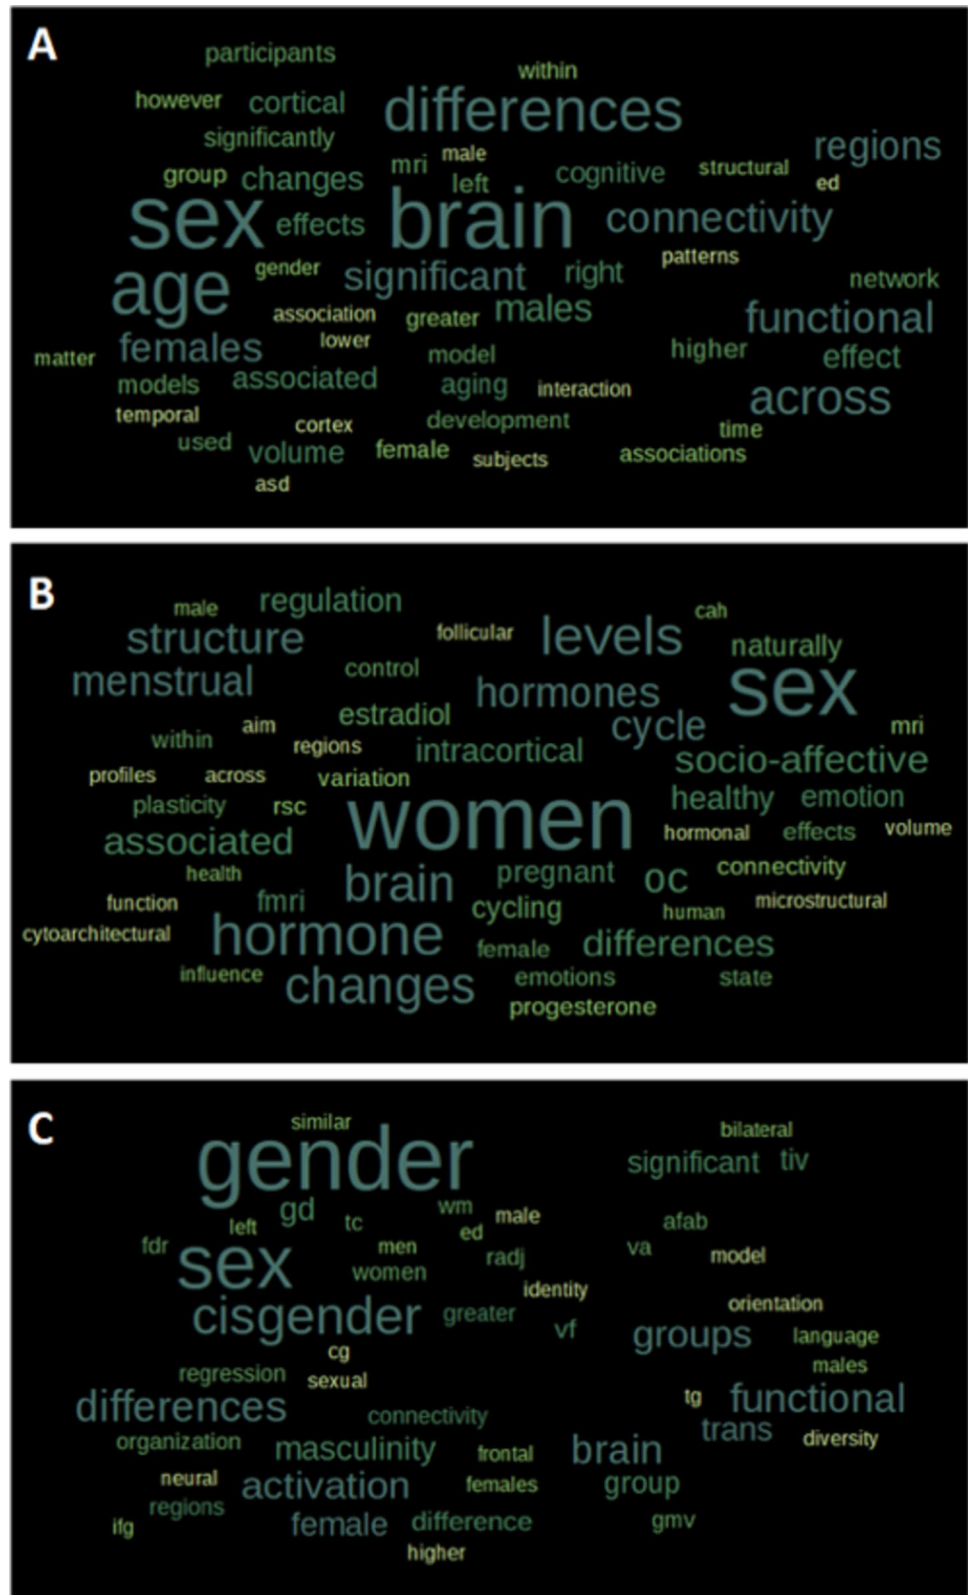 A
participants
within
however cortical differences
significantly
regions
mri male
group changes left cognitive structural
ed
sex effects brain connectivity
patterns
age gender significant right network
association greater males functional
lower
matter females model higher effect
models associated aging interaction across
temporal cortex development time
used volume female subjects associations
asd
B
male regulation cah
structure follicular levels naturally
menstrual control hormones sex
estradiol cycle mri
within aim regions intracortical socio-affective
profiles across variation healthy emotion
plasticity rsc women hormonal effects volume
associated
health brain pregnant oc connectivity
function fmri cycling human microstructural
cytoarchitectural hormone female differences
influence changes emotions state
progesterone
C
similar bilateral
gender significant tiv
gd wm male afab
left tc ed
fdr sex men radj va model
women identity
cisgender greater vf orientation
groups language
cg males
regression sexual tg functional
differences connectivity trans diversity
organization masculinity frontal brain
neural activation females group
regions
ifg female difference gmv
higher